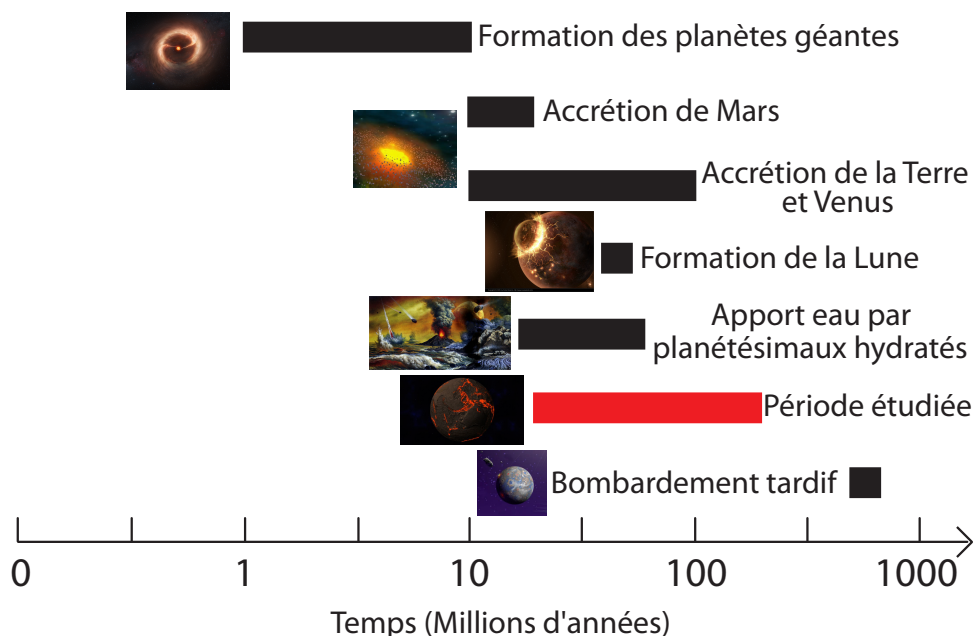 Formation des planètes géantes
Accrétion de Mars
Accrétion de la Terre
et Venus
Formation de la Lune
Apport eau par
planétésimaux hydratés
Période étudiée
Bombardement tardif
0 1 10 100 1000
Temps (Millions d'années)